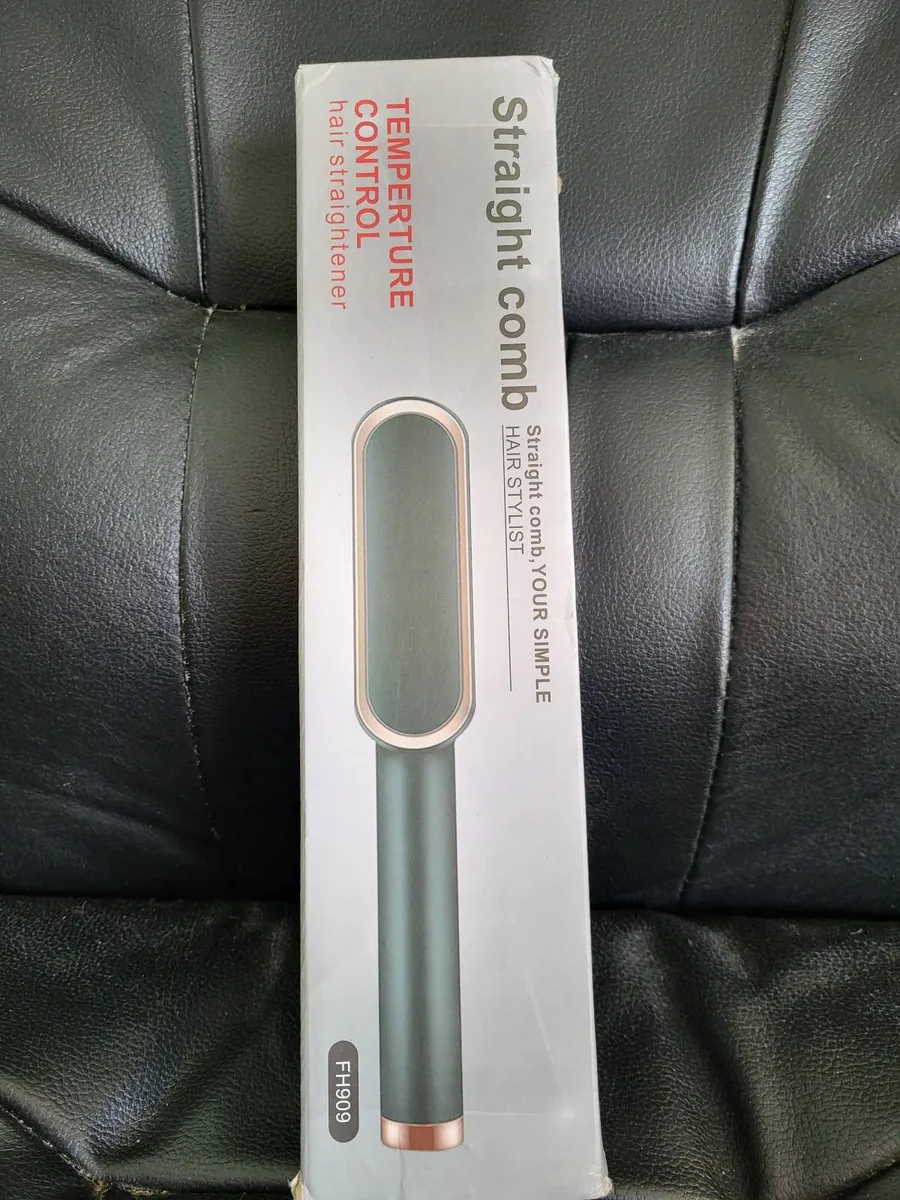 Straight comb
Straight comb,YOUR SIMPLE
HAIR STYLIST
TEMPERTURE
CONTROL
hair straightener
FH909